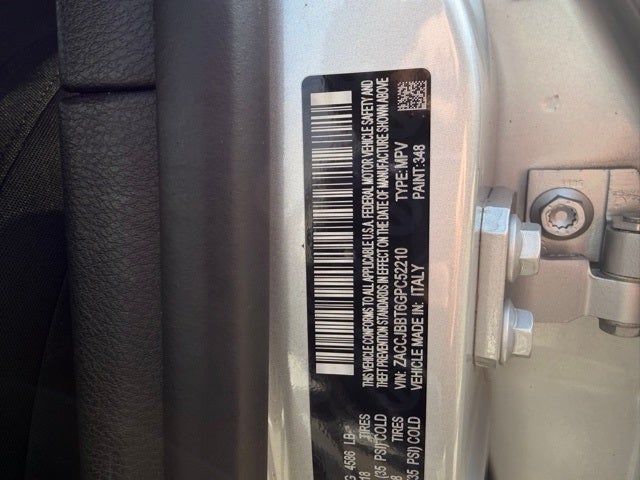 THIS VEHICLE CONFORMS TO ALL APPLICABLE U.S.A. FEDERAL MOTOR VEHICLE SAFETY AND
THEFT PREVENTION STANDARDS IN EFFECT ON THE DATE OF MANUFACTURE SHOWN ABOVE
VIN: ZACCJBBT6GPC52210 TYPE: MPV
VEHICLE MADE IN: ITALY PAINT: 348
G 4586 LB
TIRES
(35 PSI) COLD
TIRES
(35 PSI) COLD